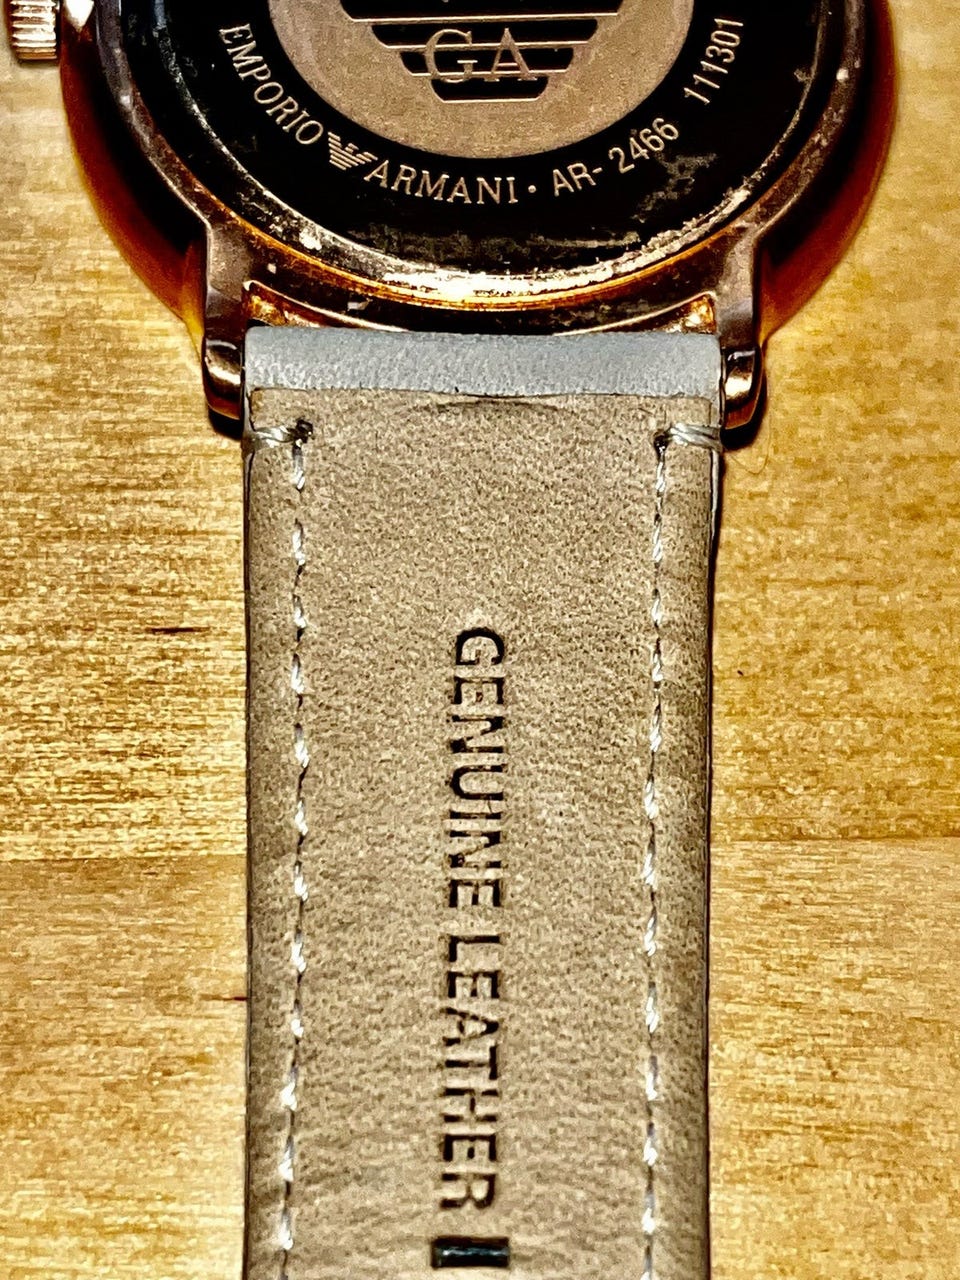 GA
EMPORIO ARMANI · AR- 2466 111301
GENUINE LEATHER